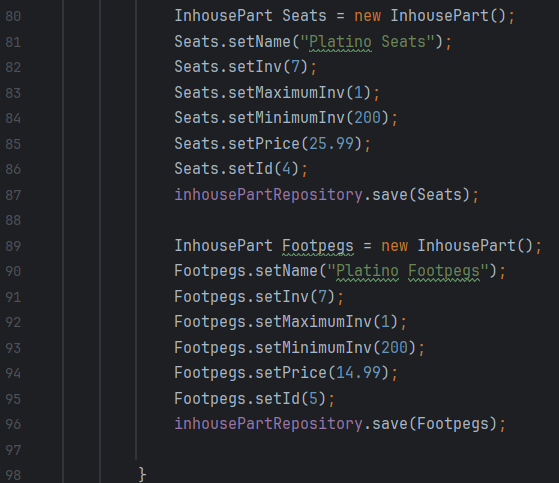 80 InhousePart Seats = new InhousePart();
81 Seats.setName("Platino Seats");
82 Seats.setInv(7);
83 Seats.setMaximumInv(1);
84 Seats.setMinimumInv(200);
85 Seats.setPrice(25.99);
86 Seats.setId(4);
87 inhousePartRepository.save(Seats);
88
89 InhousePart Footpegs = new InhousePart();
90 Footpegs.setName("Platino Footpegs");
91 Footpegs.setInv(7);
92 Footpegs.setMaximumInv(1);
93 Footpegs.setMinimumInv(200);
94 Footpegs.setPrice(14.99);
95 Footpegs.setId(5);
96 inhousePartRepository.save(Footpegs);
97
98 }